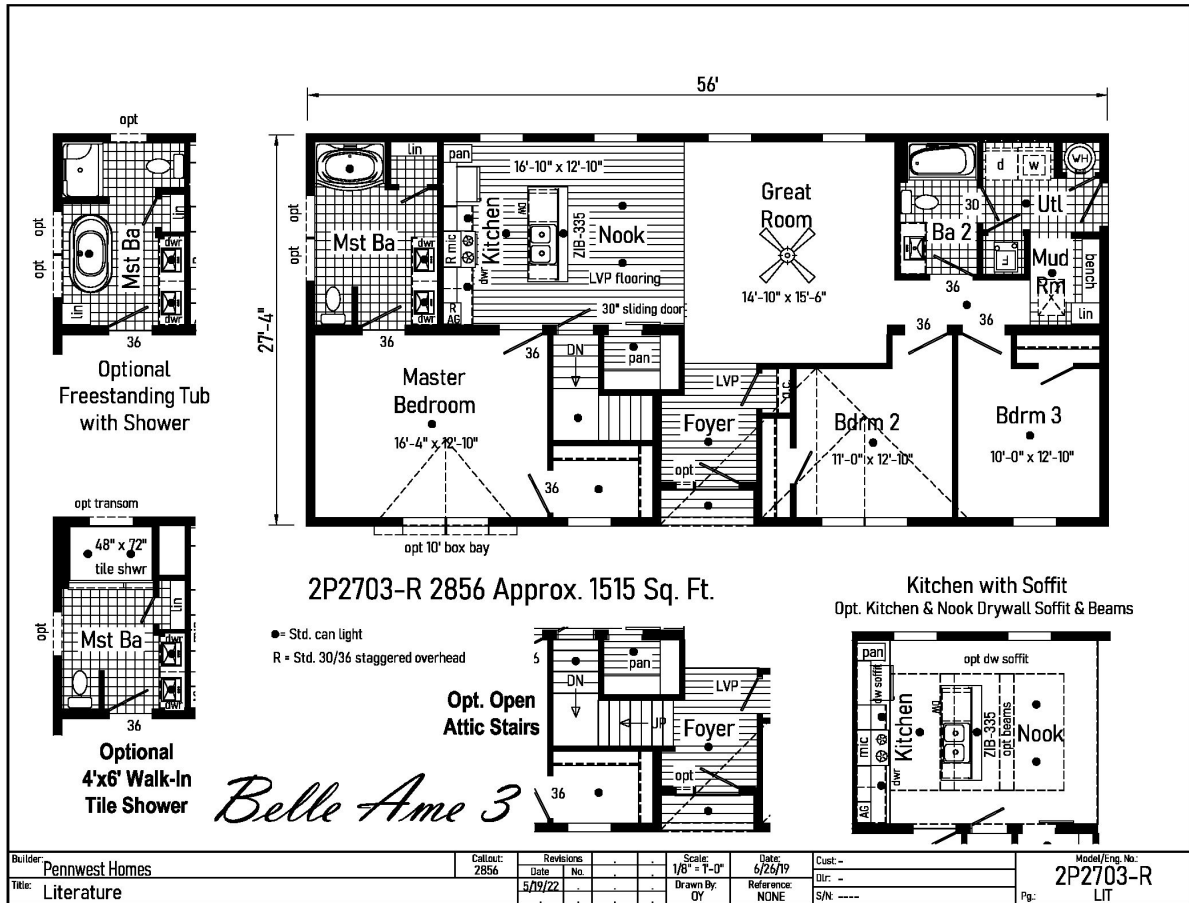 56'
27'-4"
opt
opt
opt
Mst Ba
lin
dwr
dwr
lin
36
Optional
Freestanding Tub
with Shower
opt
opt
lin
Mst Ba
dwr
dwr
36
pan
16'-10" x 12'-10"
Kitchen
R mic
dwr
R
AG
DW
ZIB-335
Nook
LVP flooring
30" sliding door
Great
Room
14'-10" x 15'-6"
d
w
WH
30
Utl
Ba 2
LF
Mud
Rm
bench
lin
36
36
36
36
DN
pan
Master
Bedroom
16'-4" x 12'-10"
36
LVP
Foyer
opt
g.c.
Bdrm 2
11'-0" x 12'-10"
Bdrm 3
10'-0" x 12'-10"
opt 10' box bay
opt transom
48" x 72"
tile shwr
opt
lin
Mst Ba
dwr
dwr
36
Optional
4'x6' Walk-In
Tile Shower
2P2703-R 2856 Approx. 1515 Sq. Ft.
●= Std. can light
R = Std. 30/36 staggered overhead
Opt. Open
Attic Stairs
6
DN
pan
LVP
UP
Foyer
opt
36
Kitchen with Soffit
Opt. Kitchen & Nook Drywall Soffit & Beams
pan
opt dw soffit
dw soffit
Kitchen
mic
dwr
AG
DW
ZIB-335
opt beams
Nook
Belle Ame 3
Builder: Pennwest Homes
Title: Literature
Callout:
2856
Revisions
Date No.
5/19/22
Scale:
1/8" = 1'-0"
Drawn By:
OY
Date:
6/26/19
Reference:
NONE
Cust: -
Dlr: -
S/N: ----
Model/Eng. No.:
2P2703-R
Pg.: LIT